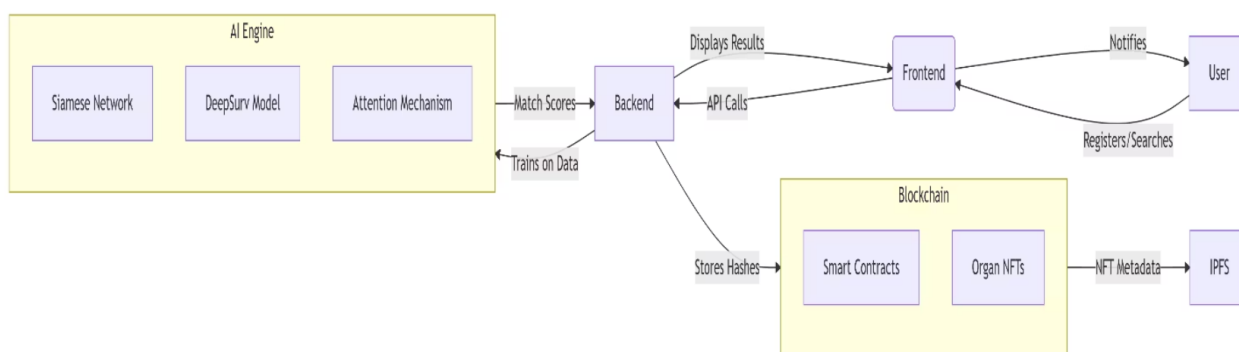 AI Engine
Siamese Network
DeepSurv Model
Attention Mechanism
Match Scores
Trains on Data
Backend
Displays Results
API Calls
Frontend
Notifies
Registers/Searches
User
Stores Hashes
Blockchain
Smart Contracts
Organ NFTs
NFT Metadata
IPFS